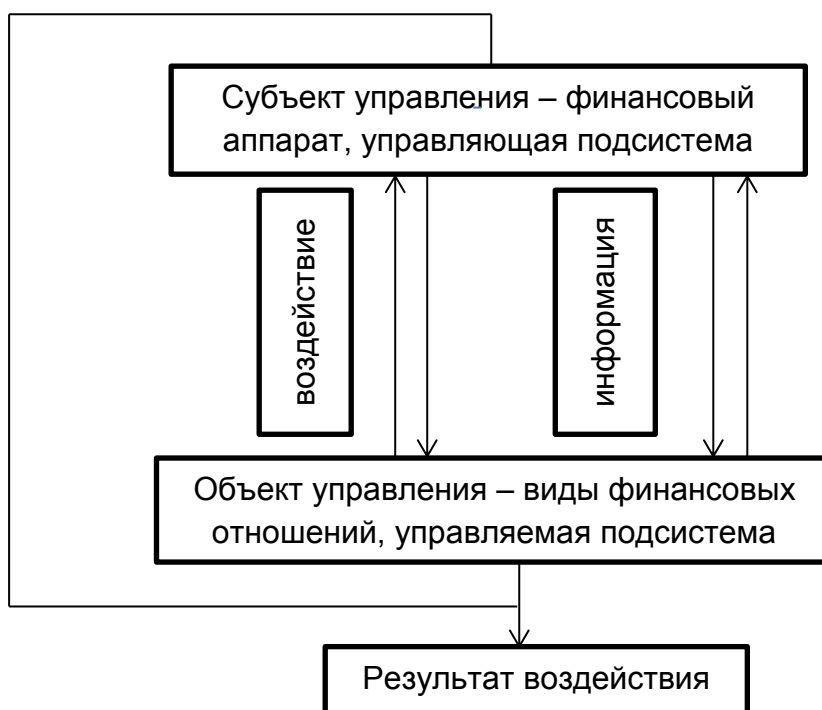 Субъект управления – финансовый
аппарат, управляющая подсистема
воздействие
информация
Объект управления – виды финансовых
отношений, управляемая подсистема
Результат воздействия